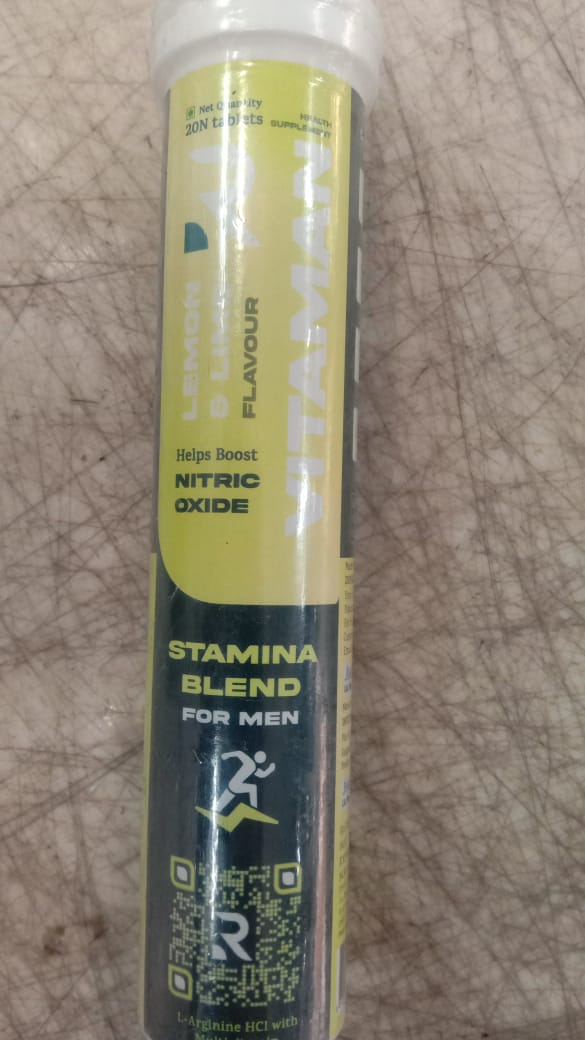 Net Quantity
20N tablets
HEALTH
SUPPLEMENT
VITAMAN
LEMON
& LIME
FLAVOUR
Helps Boost
NITRIC
OXIDE
STAMINA
BLEND
FOR MEN
R
L-Arginine HCl with